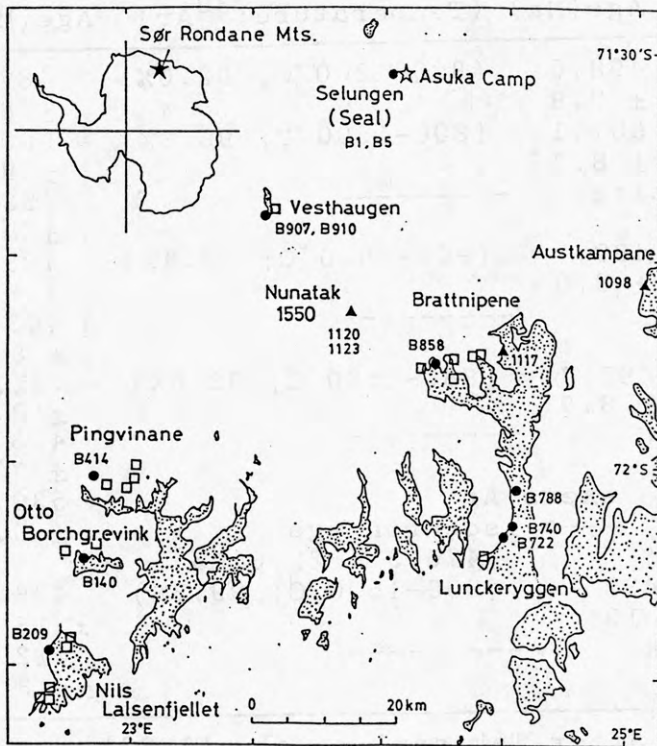 Sør Rondane Mts.
71°30'S
Asuka Camp
Selungen
(Seal)
B1, B5
Vesthaugen
B907, B910
Austkampane
1098
Nunatak
1550
1120
1123
Brattnipene
B858
1117
Pingvinane
B414
72°S
B788
Otto
Borchgrevink
B740
B722
B140
Lunckeryggen
B209
Nils
Lalsenfjellet
0 20km
23°E
25°E